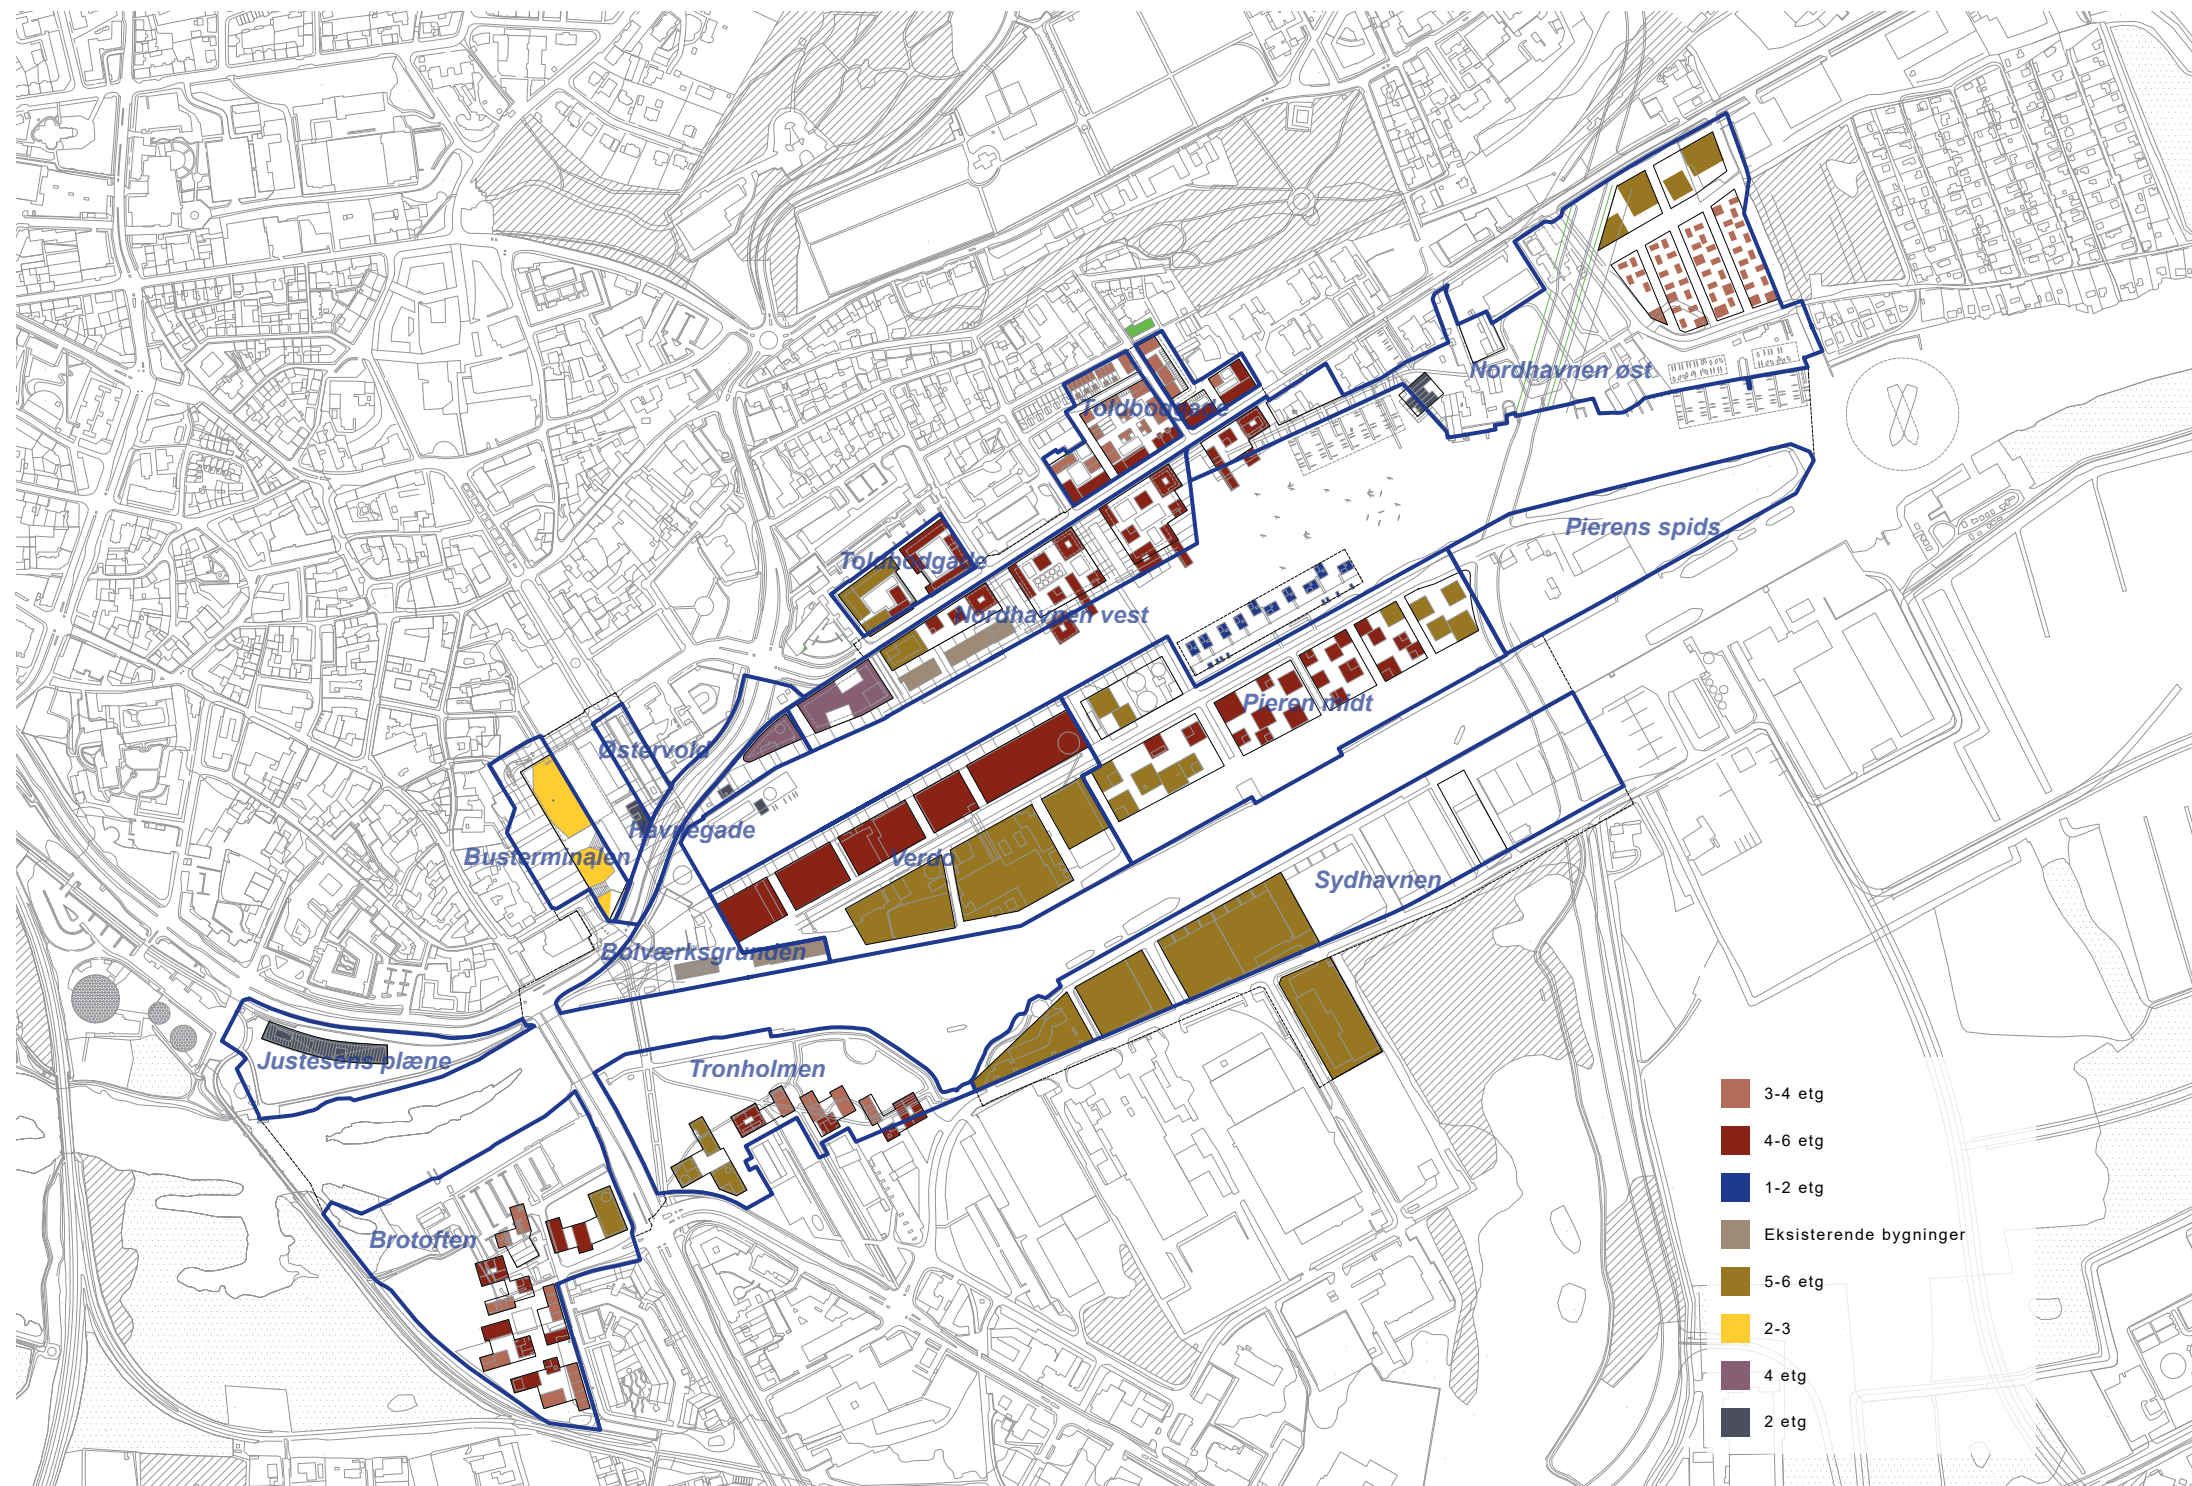 Nordhavnen øst
Toldbodgade
Pierens spids
Toldbodgade
Nordhavnen vest
Pieren midt
Østervold
Havnegade
Busterminalen
Verdo
Sydhavnen
Bolværksgrunden
Justesens plæne
Tronholmen
Brotoften
3-4 etg
4-6 etg
1-2 etg
Eksisterende bygninger
5-6 etg
2-3
4 etg
2 etg